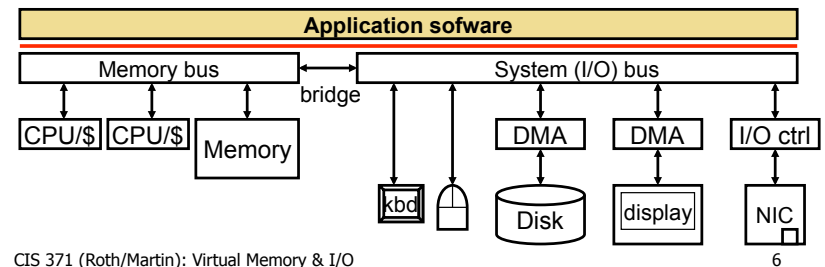 Application sofware
Memory bus
System (I/O) bus
bridge
CPU/$ CPU/$ Memory
DMA DMA I/O ctrl
kbd Disk display NIC
CIS 371 (Roth/Martin): Virtual Memory & I/O 6